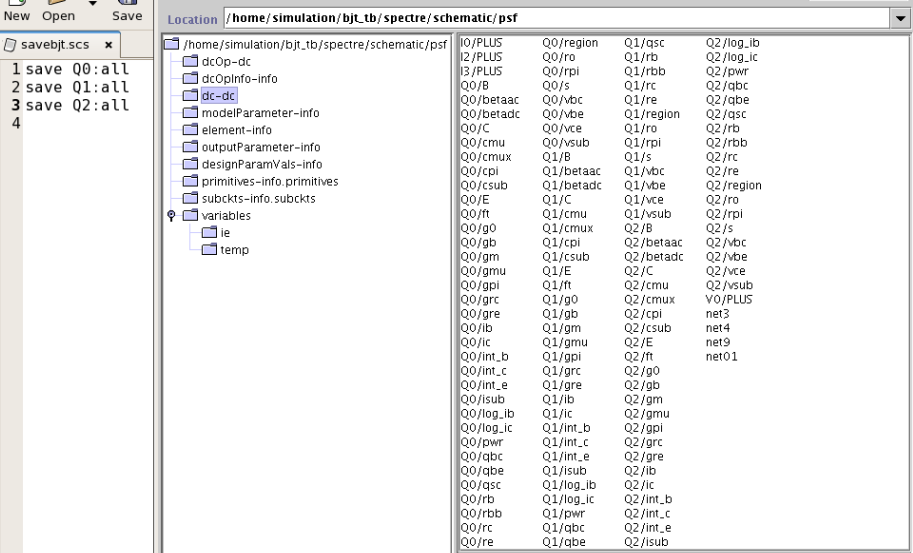 New Open Save
Location /home/simulation/bjt_tb/spectre/schematic/psf
savebjt.scs ×
1 save Q0:all
2 save Q1:all
3 save Q2:all
4
/home/simulation/bjt_tb/spectre/schematic/psf
dcOp-dc
dcOpInfo-info
dc-dc
modelParameter-info
element-info
outputParameter-info
designParamVals-info
primitives-info.primitives
subckts-info.subckts
variables
ie
temp
I0/PLUS Q0/region Q1/qsc Q2/log_ib
I2/PLUS Q0/ro Q1/rb Q2/log_ic
I3/PLUS Q0/rpi Q1/rbb Q2/pwr
Q0/B Q0/s Q1/rc Q2/qbc
Q0/betaac Q0/vbc Q1/re Q2/qbe
Q0/betadc Q0/vbe Q1/region Q2/qsc
Q0/C Q0/vce Q1/ro Q2/rb
Q0/cmu Q0/vsub Q1/rpi Q2/rbb
Q0/cmux Q1/B Q1/s Q2/rc
Q0/cpi Q1/betaac Q1/vbc Q2/re
Q0/csub Q1/betadc Q1/vbe Q2/region
Q0/E Q1/C Q1/vce Q2/ro
Q0/ft Q1/cmu Q1/vsub Q2/rpi
Q0/g0 Q1/cmux Q2/B Q2/s
Q0/gb Q1/cpi Q2/betaac Q2/vbc
Q0/gm Q1/csub Q2/betadc Q2/vbe
Q0/gmu Q1/E Q2/C Q2/vce
Q0/gpi Q1/ft Q2/cmu Q2/vsub
Q0/grc Q1/g0 Q2/cmux V0/PLUS
Q0/gre Q1/gb Q2/cpi net3
Q0/ib Q1/gm Q2/csub net4
Q0/ic Q1/gmu Q2/E net9
Q0/int_b Q1/gpi Q2/ft net01
Q0/int_c Q1/grc Q2/g0
Q0/int_e Q1/gre Q2/gb
Q0/isub Q1/ib Q2/gm
Q0/log_ib Q1/ic Q2/gmu
Q0/log_ic Q1/int_b Q2/gpi
Q0/pwr Q1/int_c Q2/grc
Q0/qbc Q1/int_e Q2/gre
Q0/qbe Q1/isub Q2/ib
Q0/qsc Q1/log_ib Q2/ic
Q0/rb Q1/log_ic Q2/int_b
Q0/rbb Q1/pwr Q2/int_c
Q0/rc Q1/qbc Q2/int_e
Q0/re Q1/qbe Q2/isub